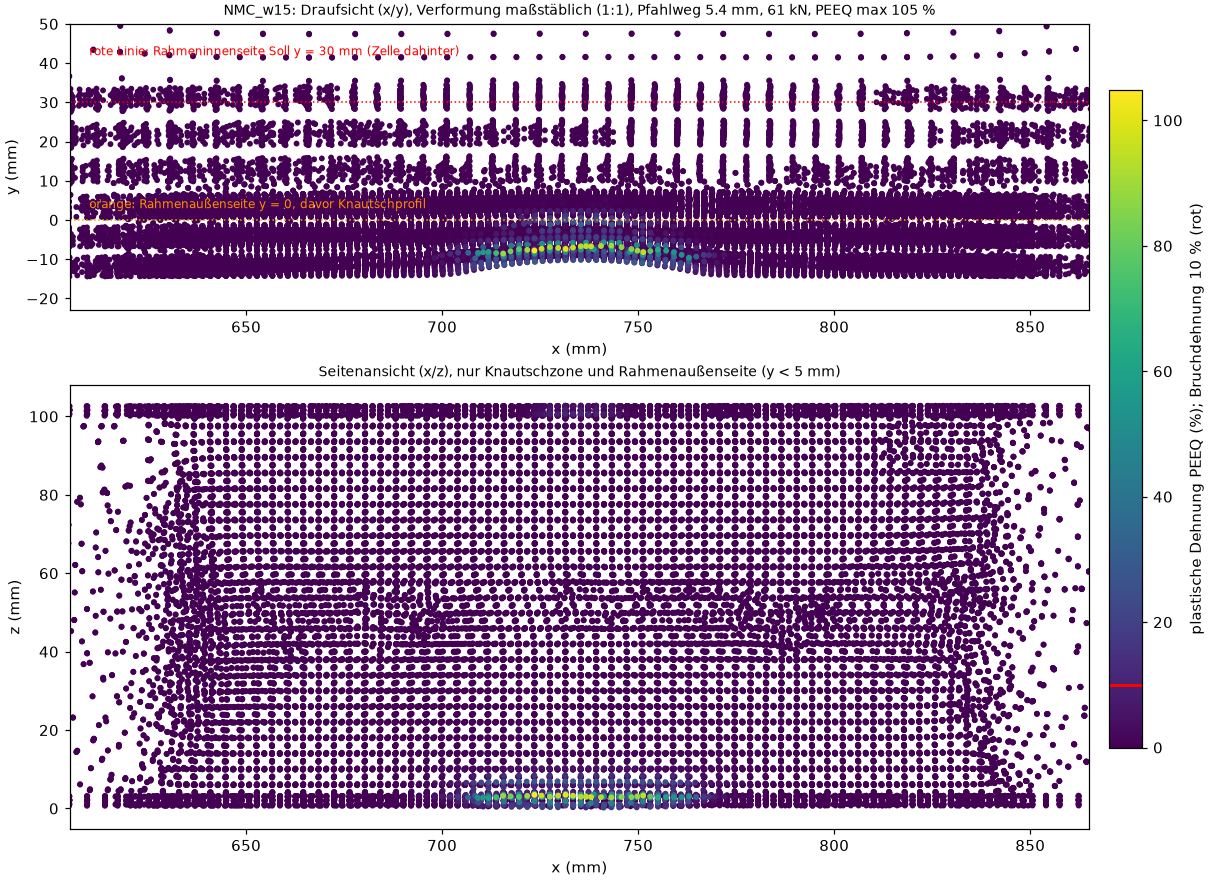 NMC_w15: Draufsicht (x/y), Verformung maßstäblich (1:1), Pfahlweg 5.4 mm, 61 kN, PEEQ max 105 %
rote Linie: Rahmeninnenseite Soll y = 30 mm (Zelle dahinter)
orange: Rahmenaußenseite y = 0, davor Knautschprofil
50
40
30
20
10
0
−10
−20
y (mm)
650 700 750 800 850
x (mm)
Seitenansicht (x/z), nur Knautschzone und Rahmenaußenseite (y < 5 mm)
100
80
60
40
20
0
z (mm)
650 700 750 800 850
x (mm)
100
80
60
40
20
0
plastische Dehnung PEEQ (%); Bruchdehnung 10 % (rot)